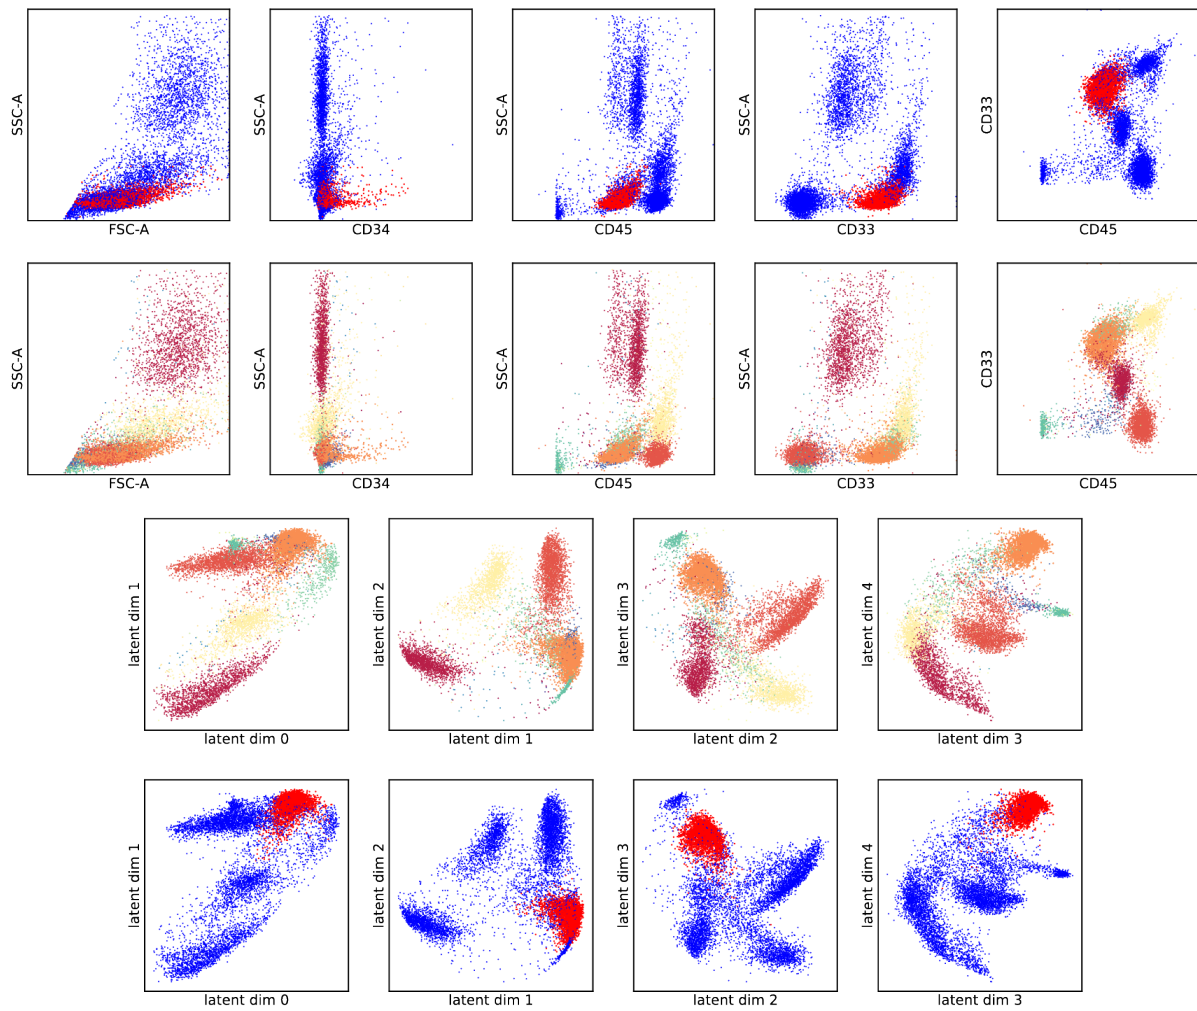 SSC-A
FSC-A
SSC-A
CD34
SSC-A
CD45
SSC-A
CD33
CD33
CD45
SSC-A
FSC-A
SSC-A
CD34
SSC-A
CD45
SSC-A
CD33
CD33
CD45
latent dim 1
latent dim 0
latent dim 2
latent dim 1
latent dim 3
latent dim 2
latent dim 4
latent dim 3
latent dim 1
latent dim 0
latent dim 2
latent dim 1
latent dim 3
latent dim 2
latent dim 4
latent dim 3